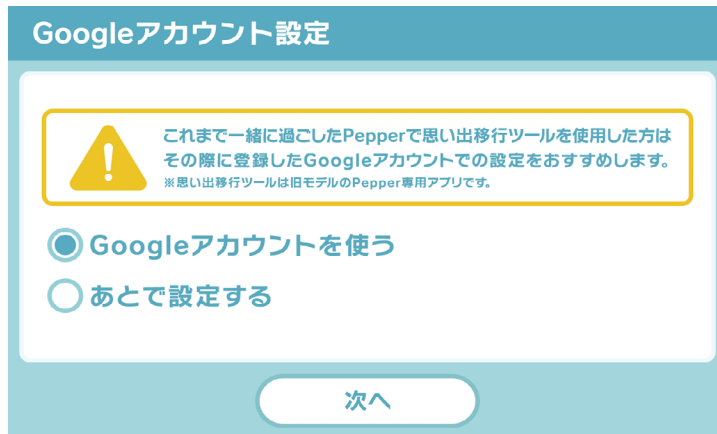 Googleアカウント設定
これまで一緒に過ごしたPepperで思い出移行ツールを使用した方は
その際に登録したGoogleアカウントでの設定をおすすめします。
※思い出移行ツールは旧モデルのPepper専用アプリです。
Googleアカウントを使う
あとで設定する
次へ